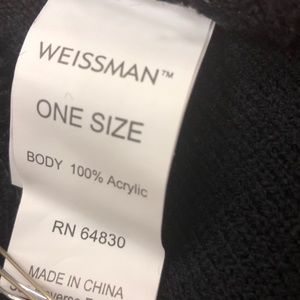 WEISSMAN™
ONE SIZE
BODY 100% Acrylic
RN 64830
MADE IN CHINA